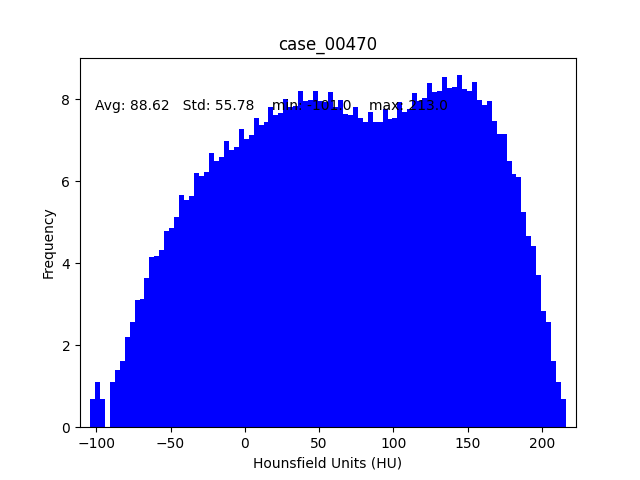 case_00470
Avg: 88.62 Std: 55.78 min: max: 213.0
8
6
4
2
0
Frequency
−100 −50 0 50 100 150 200
Hounsfield Units (HU)